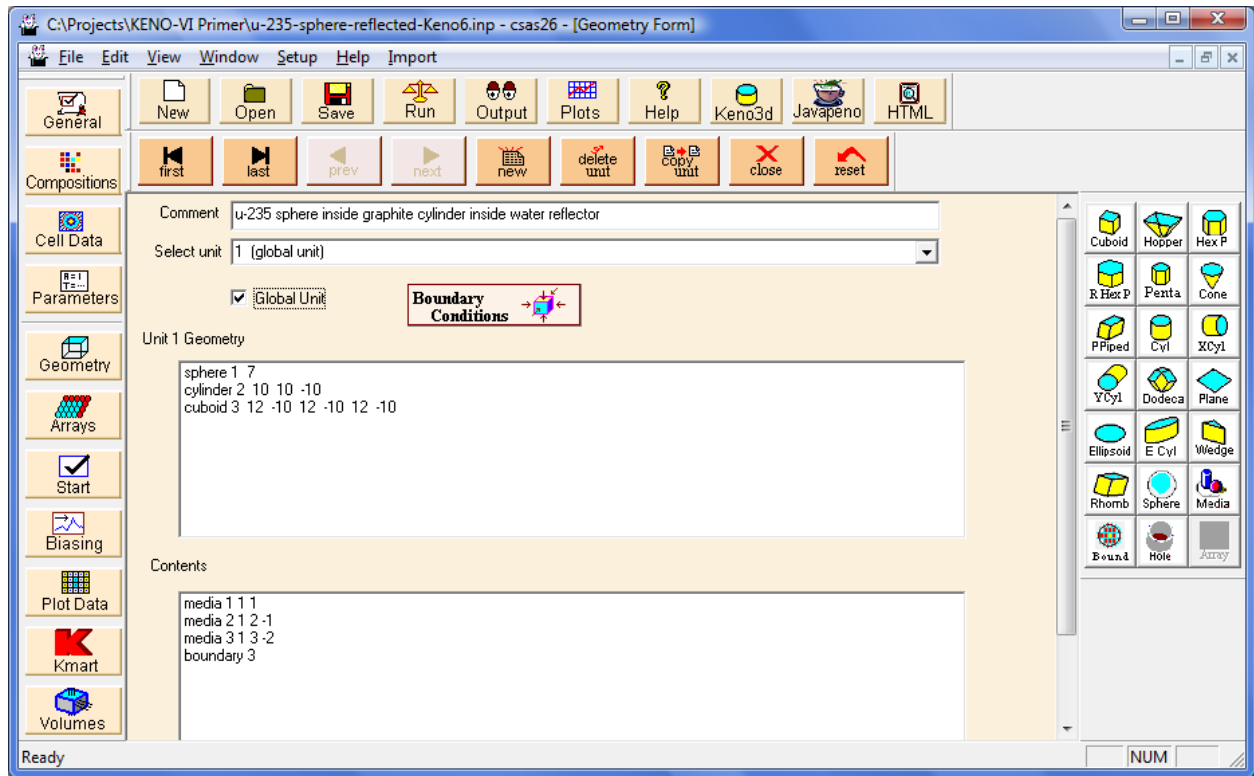 C:\Projects\KENO-VI Primer\u-235-sphere-reflected-Keno6.inp - csas26 - [Geometry Form]
File Edit View Window Setup Help Import
New Open Save Run Output Plots Help Keno3d Javapeno HTML
first last prev next new delete unit copy unit close reset
General
Compositions
Cell Data
Parameters
Geometry
Arrays
Start
Biasing
Plot Data
Kmart
Volumes
Comment u-235 sphere inside graphite cylinder inside water reflector
Select unit 1 (global unit)
Global Unit
Boundary
Conditions
Unit 1 Geometry
sphere 1 7
cylinder 2 10 10 -10
cuboid 3 12 -10 12 -10 12 -10
Contents
media 1 1 1
media 2 1 2 -1
media 3 1 3 -2
boundary 3
Cuboid Hopper Hex P
R Hex P Penta Cone
PPiped Cyl XCyl
YCyl Dodeca Plane
Ellipsoid E Cyl Wedge
Rhomb Sphere Media
Bound Hole Array
Ready NUM